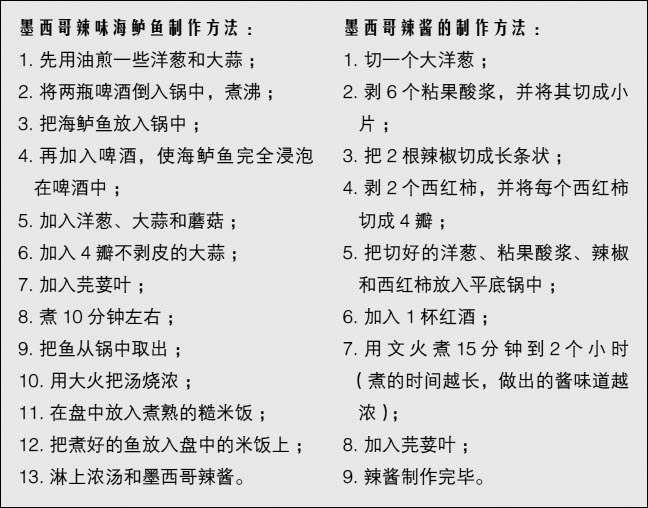 墨西哥辣味海鲈鱼制作方法：
1. 先用油煎一些洋葱和大蒜；
2. 将两瓶啤酒倒入锅中，煮沸；
3. 把海鲈鱼放入锅中；
4. 再加入啤酒，使海鲈鱼完全浸泡
在啤酒中；
5. 加入洋葱、大蒜和蘑菇；
6. 加入 4 瓣不剥皮的大蒜；
7. 加入芫荽叶；
8. 煮 10 分钟左右；
9. 把鱼从锅中取出；
10. 用大火把汤烧浓；
11. 在盘中放入煮熟的糙米饭；
12. 把煮好的鱼放入盘中的米饭上；
13. 淋上浓汤和墨西哥辣酱。
墨西哥辣酱的制作方法：
1. 切一个大洋葱；
2. 剥 6 个粘果酸浆，并将其切成小
片；
3. 把 2 根辣椒切成长条状；
4. 剥 2 个西红柿，并将每个西红柿
切成 4 瓣；
5. 把切好的洋葱、粘果酸浆、辣椒
和西红柿放入平底锅中；
6. 加入 1 杯红酒；
7. 用文火煮 15 分钟到 2 个小时
（煮的时间越长，做出的酱味道越
浓）；
8. 加入芫荽叶；
9. 辣酱制作完毕。